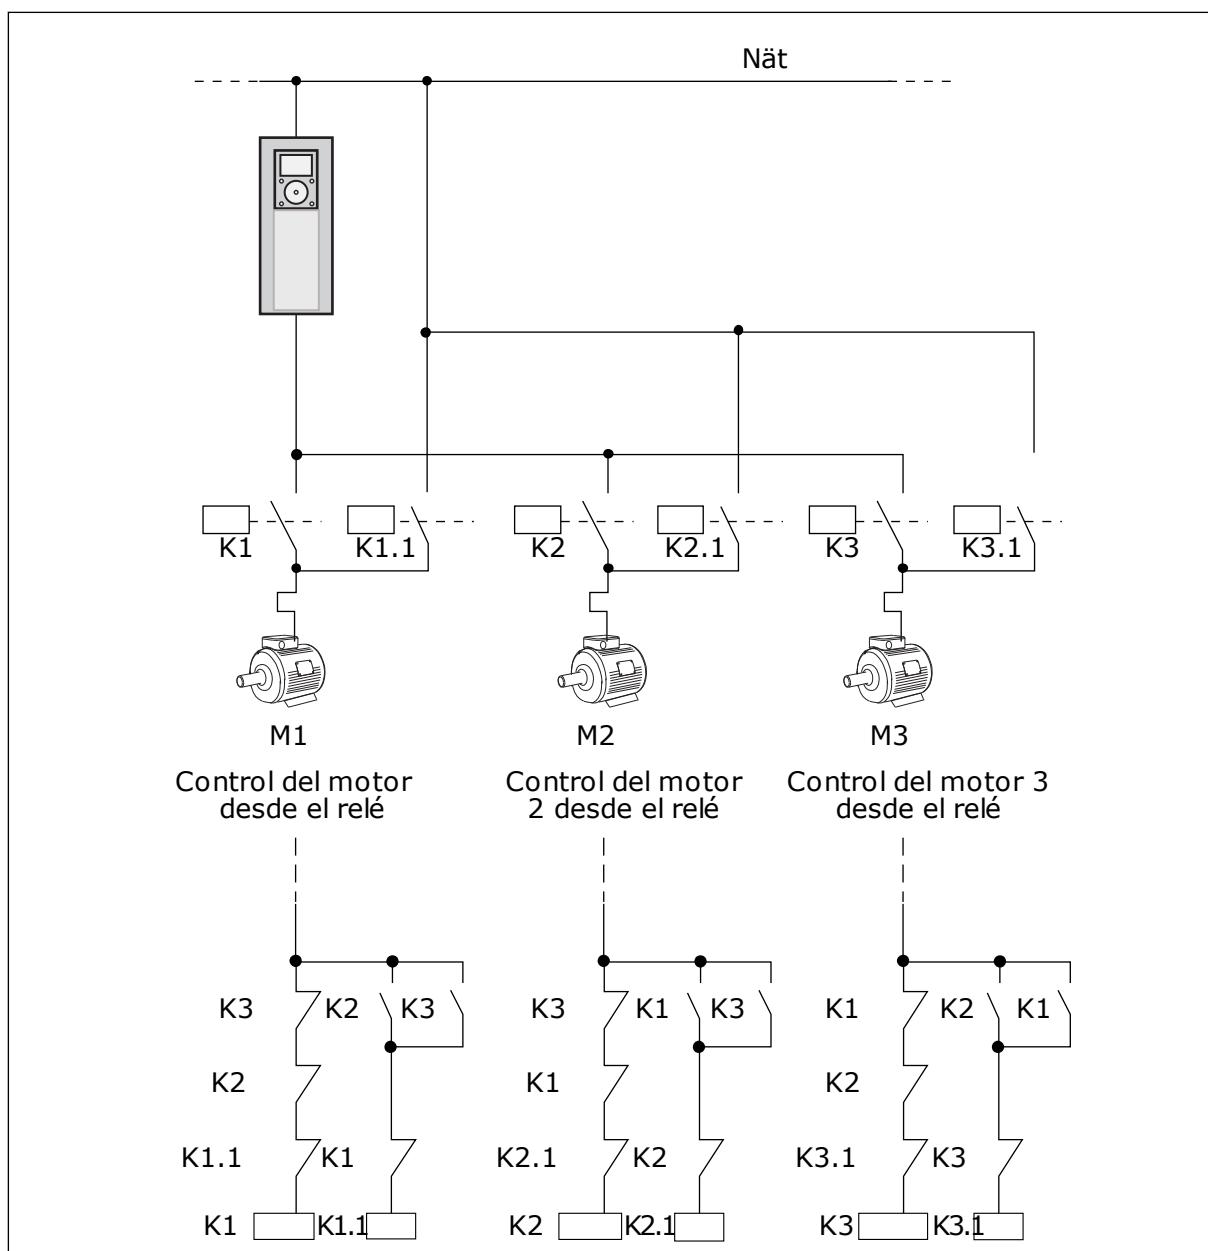 Nät
K1
K1.1
K2
K2.1
K3
K3.1
M1
M2
M3
Control del motor
desde el relé
Control del motor
2 desde el relé
Control del motor 3
desde el relé
K3
K2
K3
K3
K1
K3
K1
K2
K1
K2
K1
K2
K1.1
K1
K2.1
K2
K3.1
K3
K1
K1.1
K2
K2.1
K3
K3.1